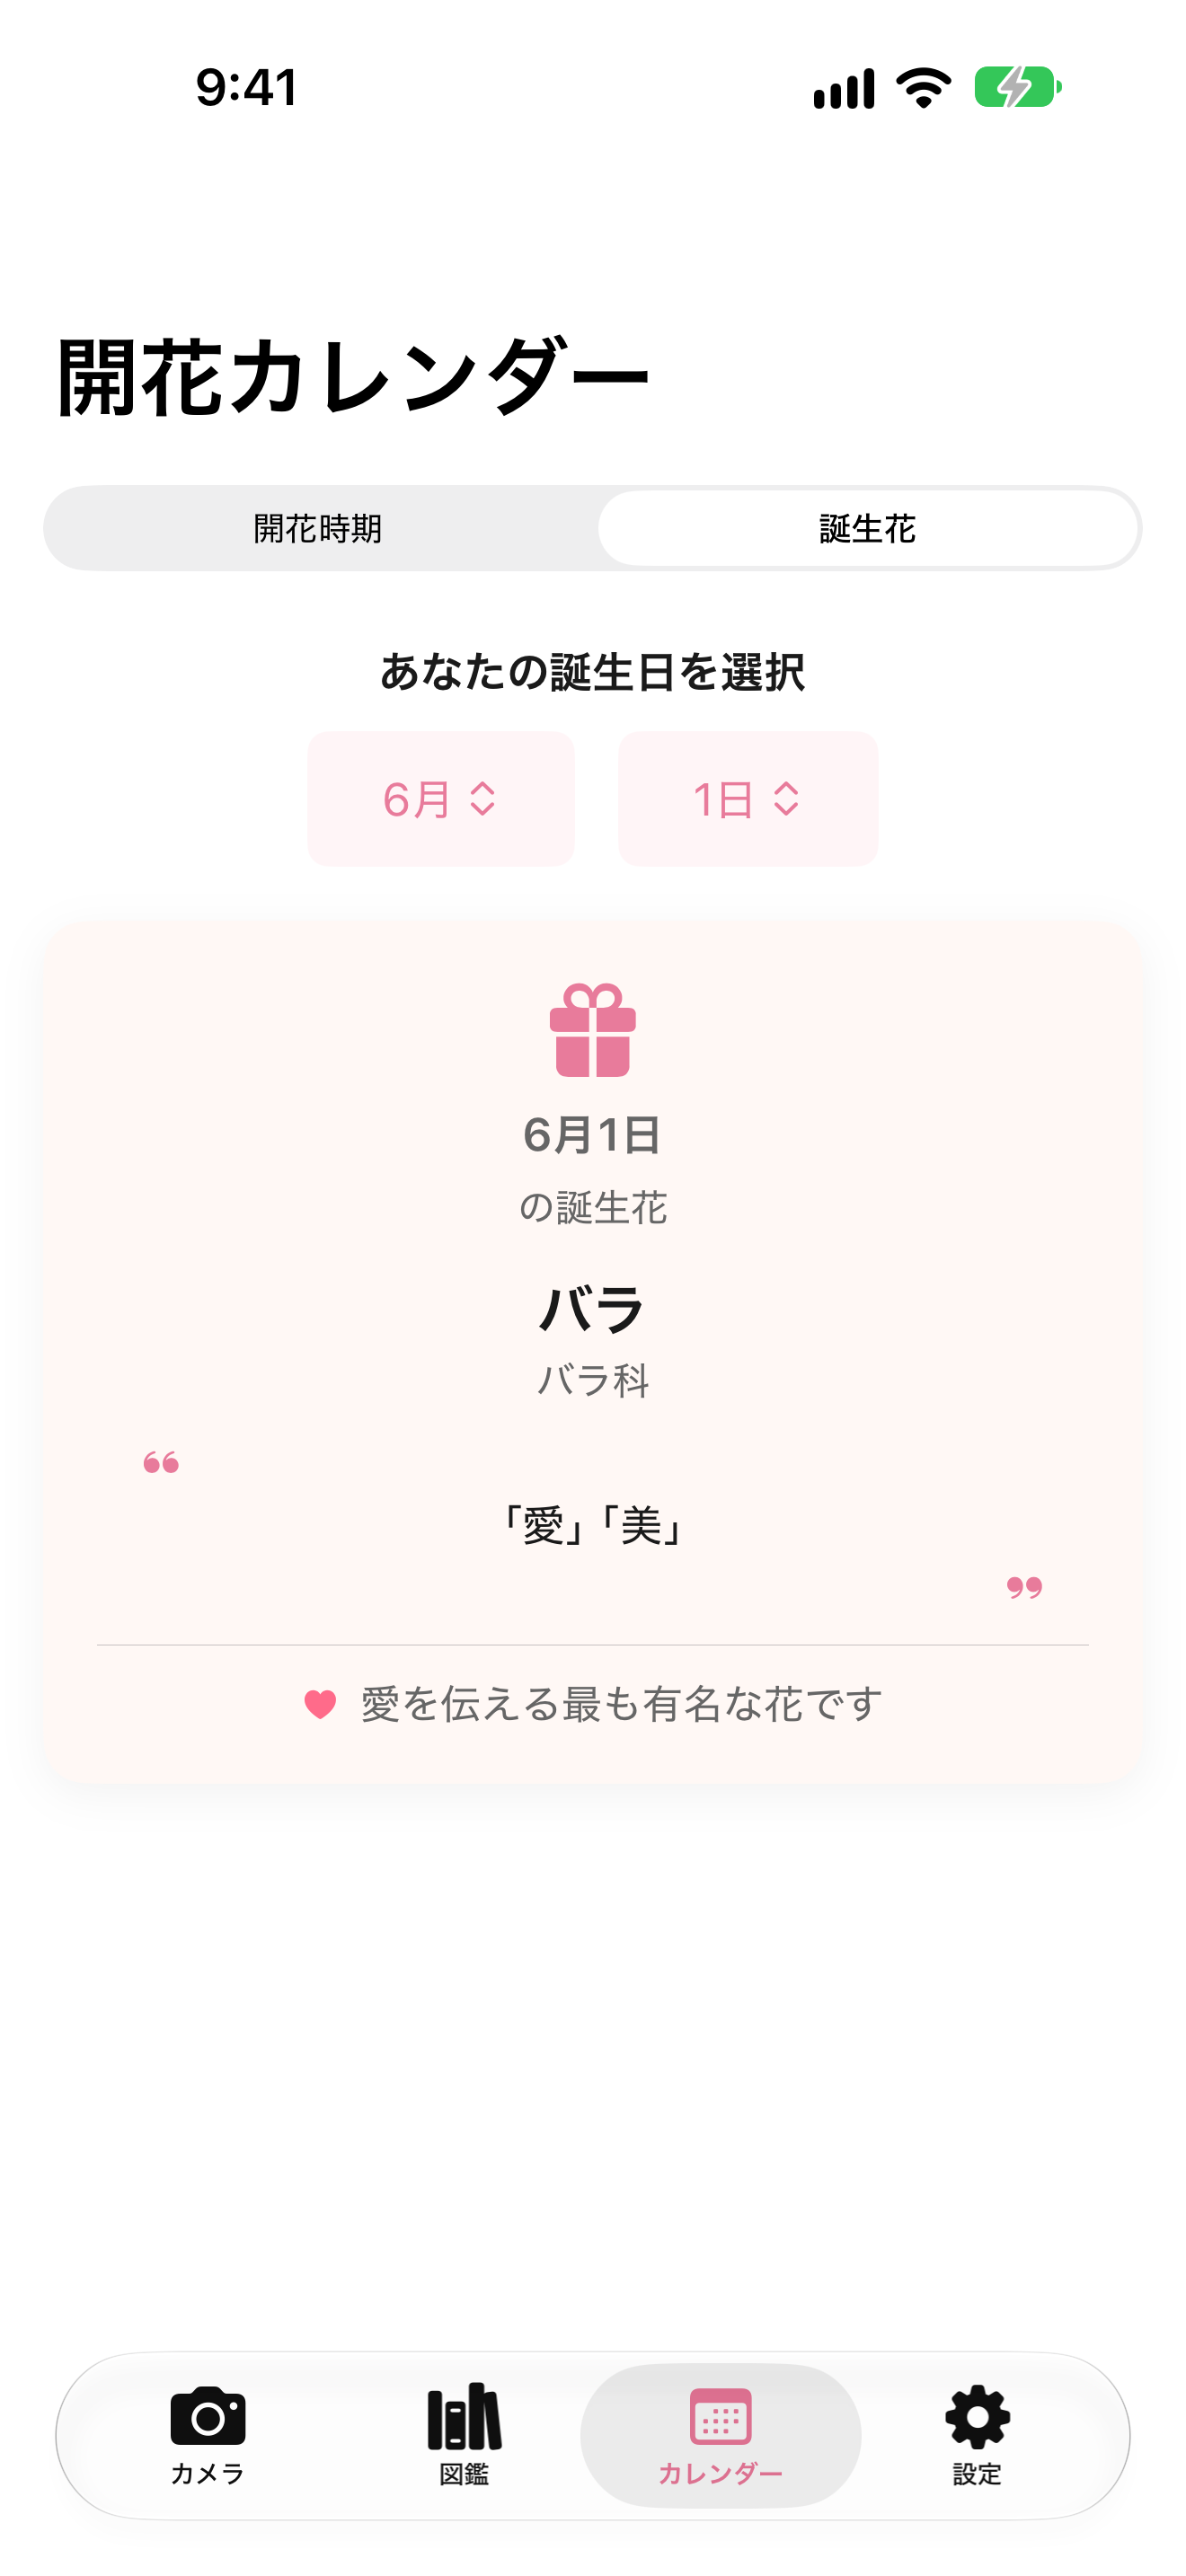 9:41
開花カレンダー
開花時期
誕生花
あなたの誕生日を選択
6月
1日
6月1日
の誕生花
バラ
バラ科
❝
「愛」「美」
❞
愛を伝える最も有名な花です
カメラ
図鑑
カレンダー
設定